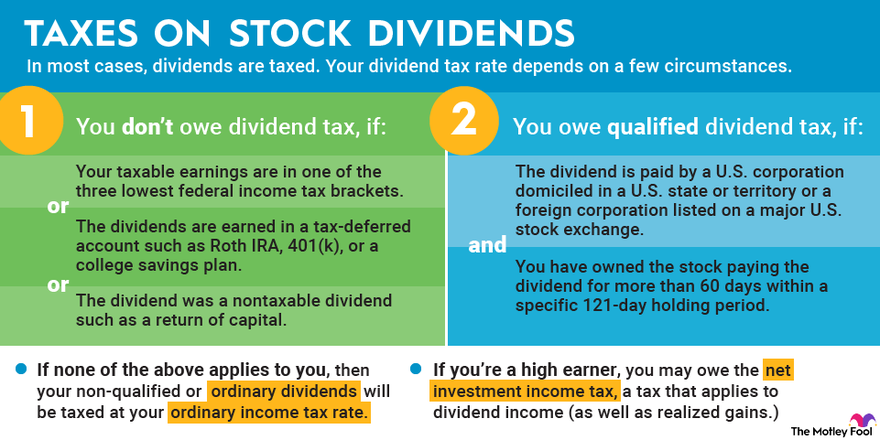 TAXES ON STOCK DIVIDENDS
In most cases, dividends are taxed. Your dividend tax rate depends on a few circumstances.
1
You don't owe dividend tax, if:
Your taxable earnings are in one of the
three lowest federal income tax brackets.
or
The dividends are earned in a tax-deferred
account such as Roth IRA, 401(k), or a
college savings plan.
or
The dividend was a nontaxable dividend
such as a return of capital.
2
You owe qualified dividend tax, if:
The dividend is paid by a U.S. corporation
domiciled in a U.S. state or territory or a
foreign corporation listed on a major U.S.
stock exchange.
and
You have owned the stock paying the
dividend for more than 60 days within a
specific 121-day holding period.
If none of the above applies to you, then
your non-qualified or ordinary dividends will
be taxed at your ordinary income tax rate.
If you're a high earner, you may owe the net
investment income tax, a tax that applies to
dividend income (as well as realized gains.)
The Motley Fool